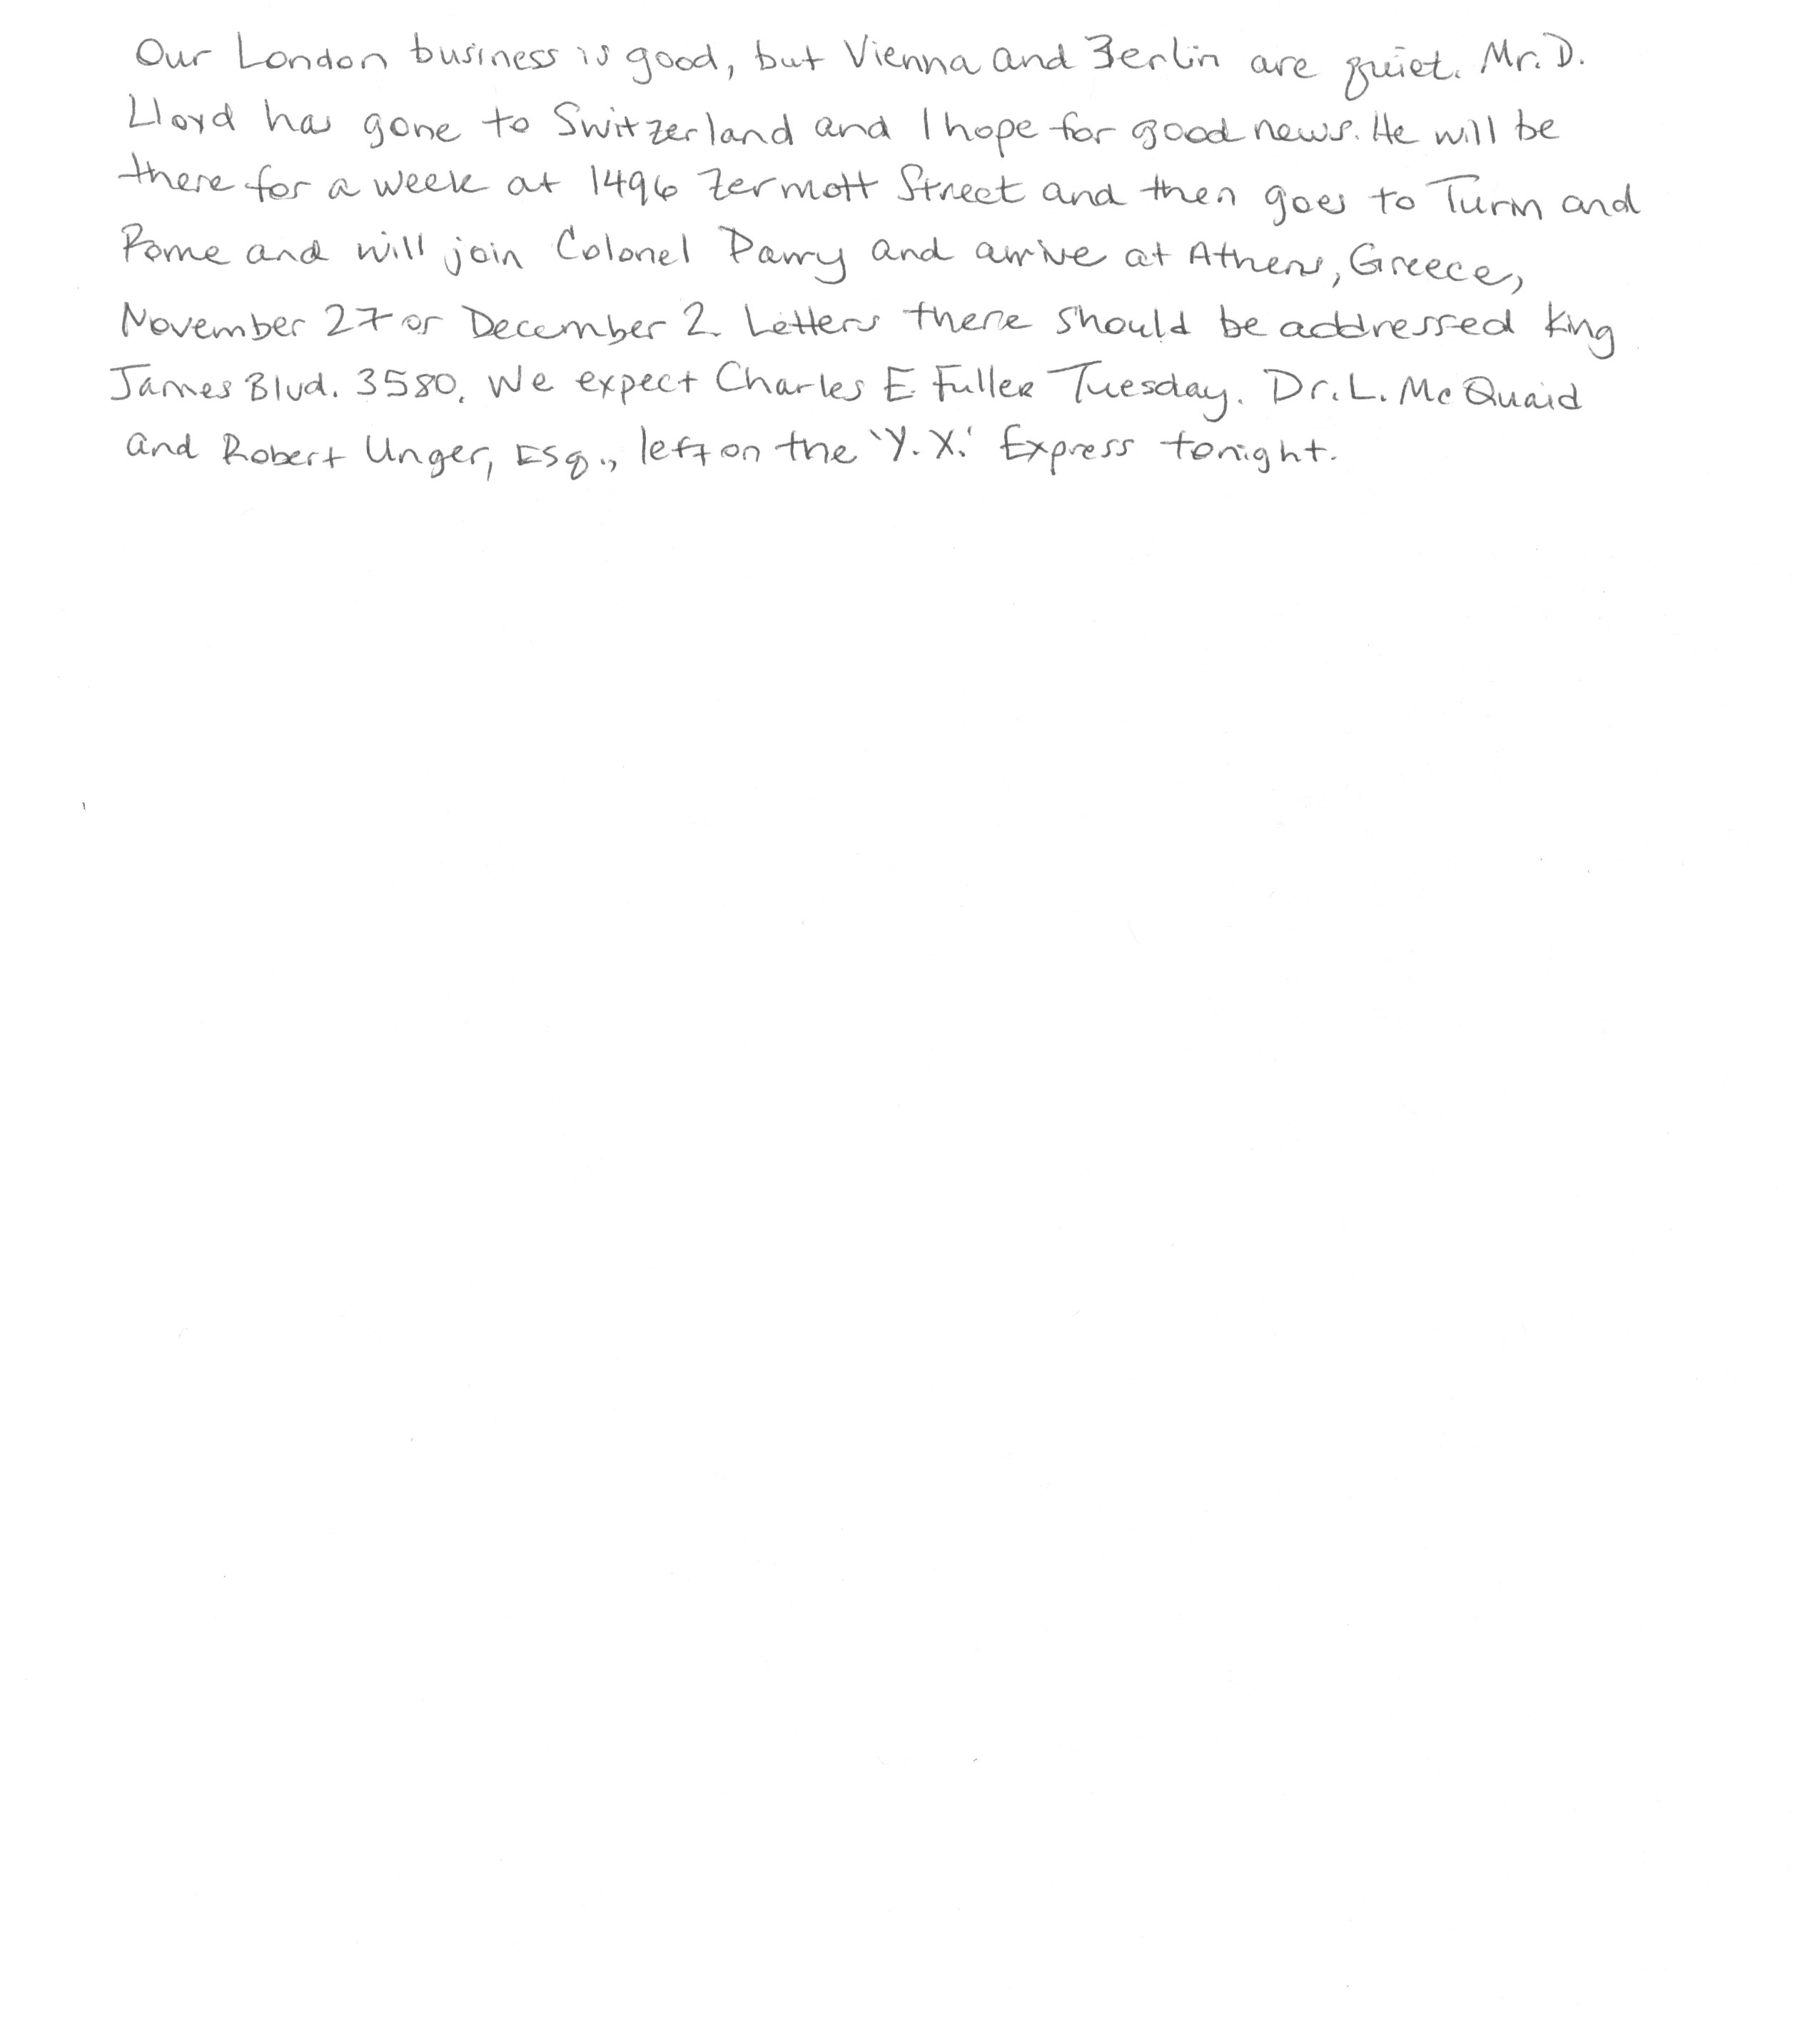 Our London business is good, but Vienna and Berlin are quiet. Mr. D.
Lloyd has gone to Switzerland and I hope for good news. He will be
there for a week at 1496 Zermott Street and then goes to Turin and
Rome and will join Colonel Parry and arrive at Athens, Greece,
November 27 or December 2. Letters there should be addressed King
James Blvd. 3580. We expect Charles E. Fuller Tuesday. Dr. L. McQuaid
and Robert Unger, Esq., left on the 'Y. X.' Express tonight.